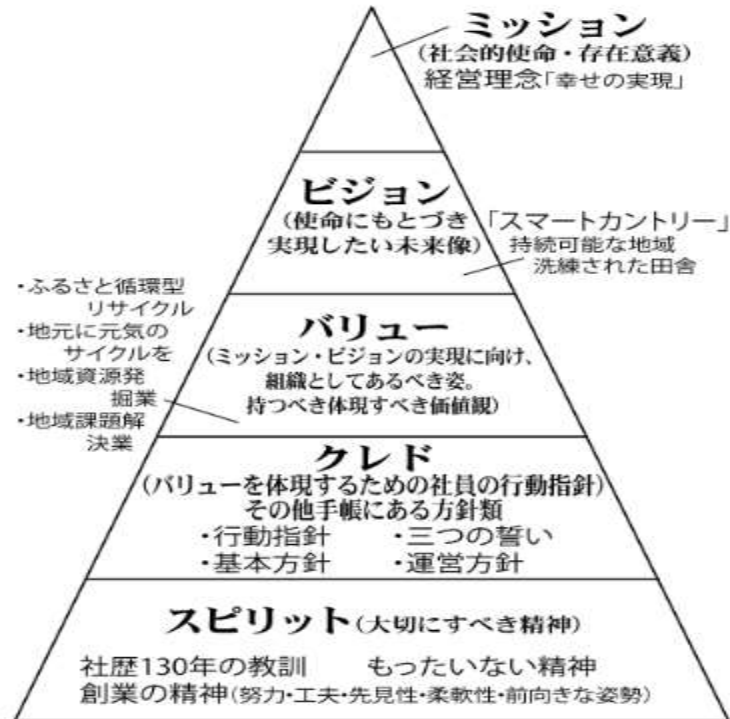 ミッション
(社会的使命・存在意義)
経営理念「幸せの実現」
ビジョン
(使命にもとづき
実現したい未来像)
「スマートカントリー」
持続可能な地域
洗練された田舎
・ふるさと循環型
リサイクル
・地元に元気の
サイクルを
・地域資源発
掘業
・地域課題解
決業
バリュー
(ミッション・ビジョンの実現に向け、
組織としてあるべき姿。
持つべき体現すべき価値観)
クレド
(バリューを体現するための社員の行動指針)
その他手帳にある方針類
・行動指針 ・三つの誓い
・基本方針 ・運営方針
スピリット(大切にすべき精神)
社歴130年の教訓 もったいない精神
創業の精神(努力・工夫・先見性・柔軟性・前向きな姿勢)